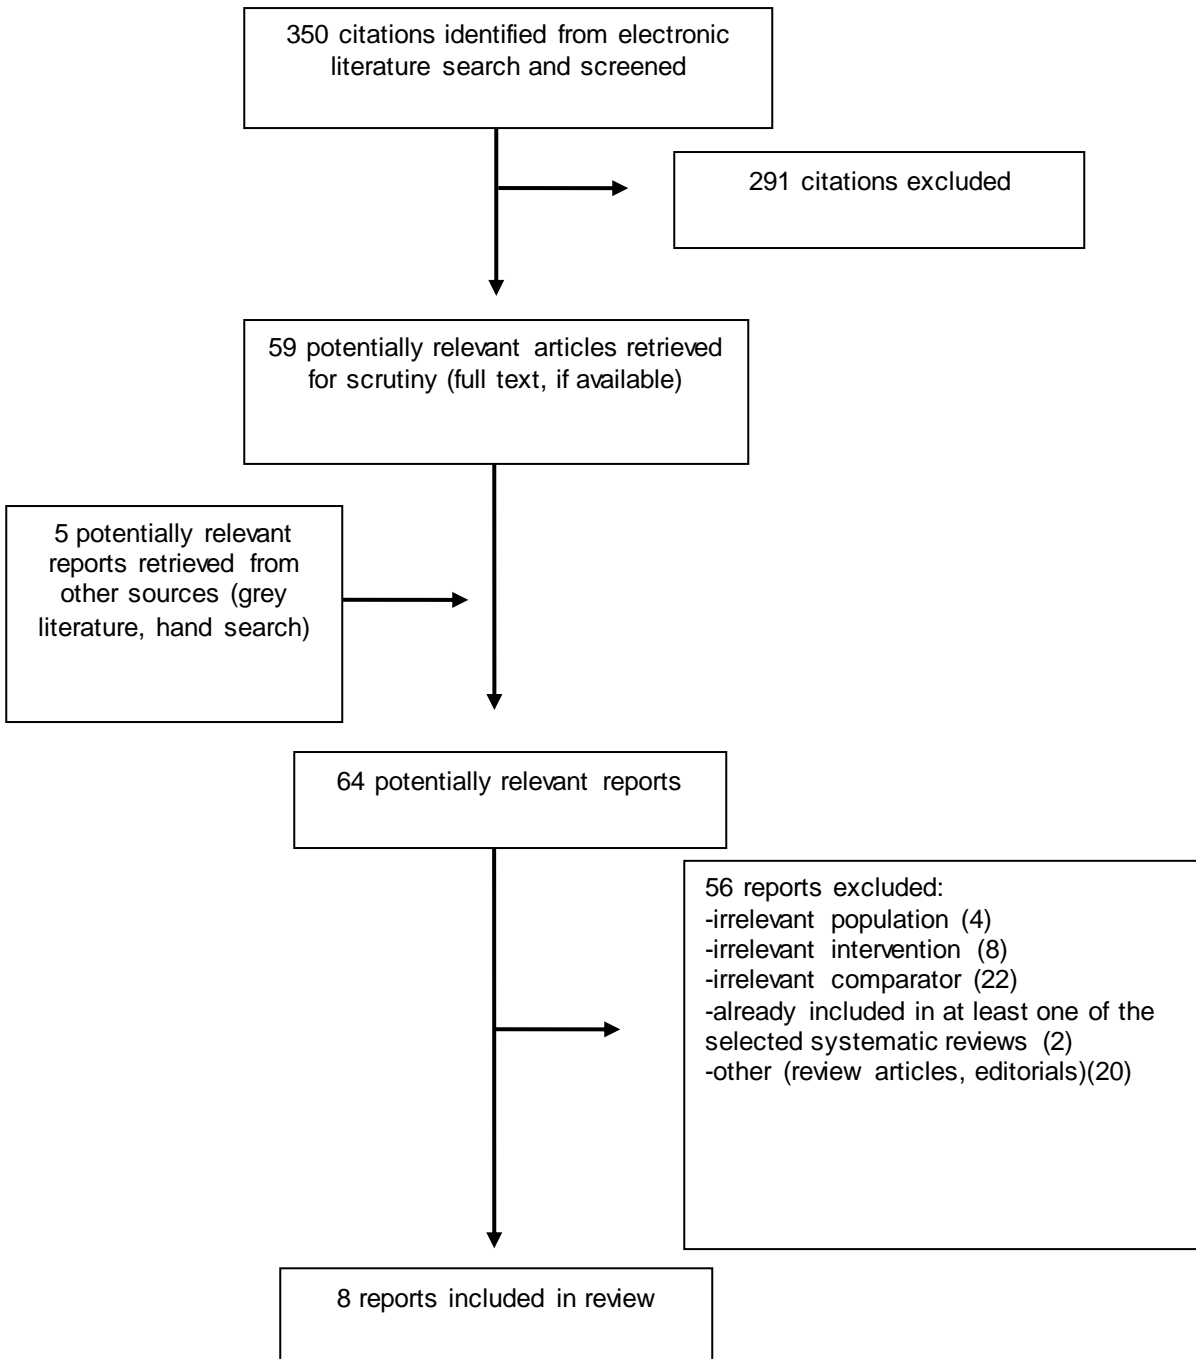 350 citations identified from electronic
literature search and screened
291 citations excluded
59 potentially relevant articles retrieved
for scrutiny (full text, if available)
5 potentially relevant
reports retrieved from
other sources (grey
literature, hand search)
64 potentially relevant reports
56 reports excluded:
-irrelevant population (4)
-irrelevant intervention (8)
-irrelevant comparator (22)
-already included in at least one of the
selected systematic reviews (2)
-other (review articles, editorials)(20)
8 reports included in review